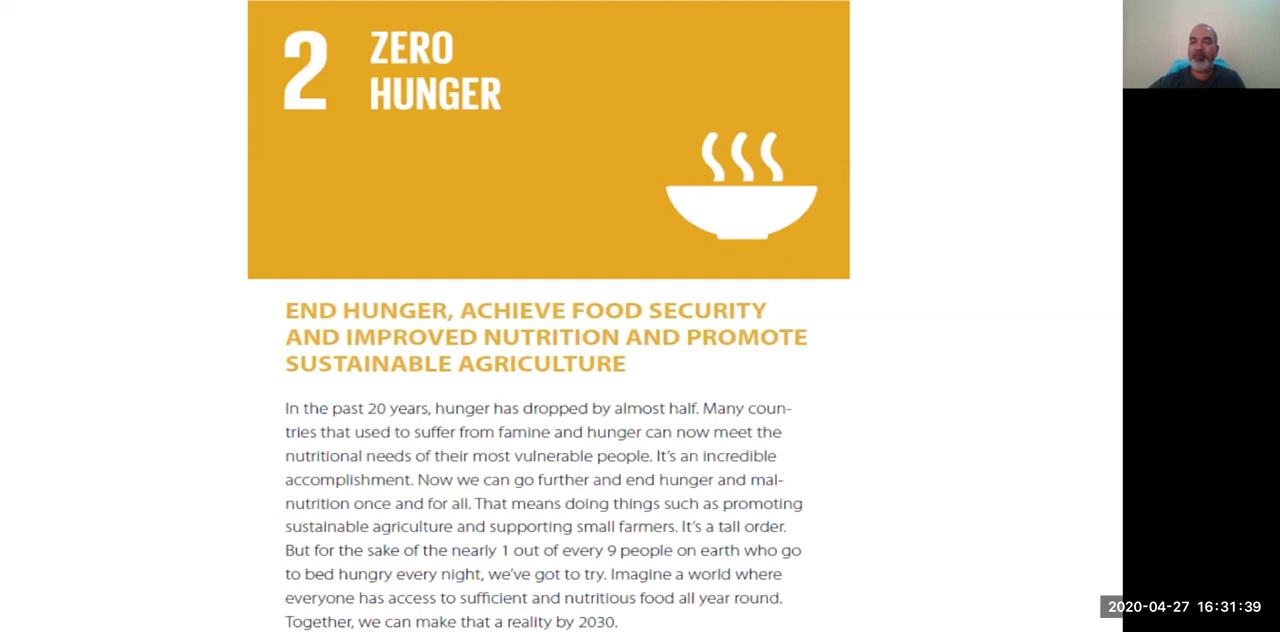 2 ZERO
HUNGER
END HUNGER, ACHIEVE FOOD SECURITY
AND IMPROVED NUTRITION AND PROMOTE
SUSTAINABLE AGRICULTURE
In the past 20 years, hunger has dropped by almost half. Many coun-
tries that used to suffer from famine and hunger can now meet the
nutritional needs of their most vulnerable people. It's an incredible
accomplishment. Now we can go further and end hunger and mal-
nutrition once and for all. That means doing things such as promoting
sustainable agriculture and supporting small farmers. It's a tall order.
But for the sake of the nearly 1 out of every 9 people on earth who go
to bed hungry every night, we've got to try. Imagine a world where
everyone has access to sufficient and nutritious food all year round.
Together, we can make that a reality by 2030.
2020-04-27 16:31:39